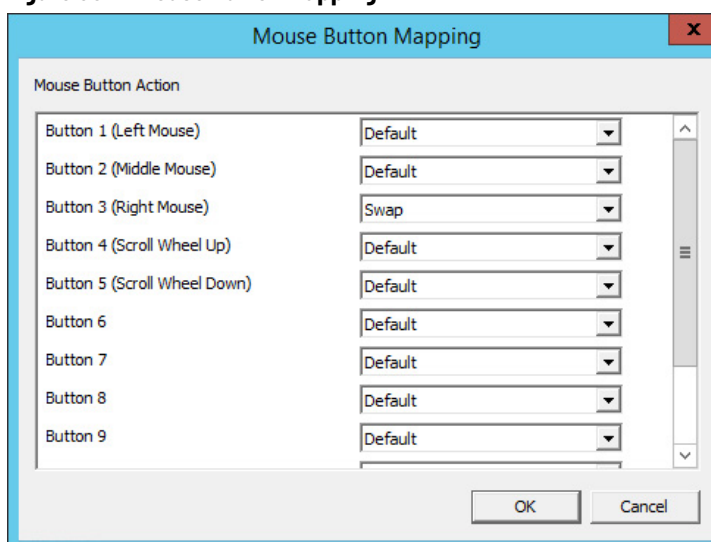 Mouse Button Mapping
x
Mouse Button Action
Button 1 (Left Mouse) Default
Button 2 (Middle Mouse) Default
Button 3 (Right Mouse) Swap
Button 4 (Scroll Wheel Up) Default
Button 5 (Scroll Wheel Down) Default
Button 6 Default
Button 7 Default
Button 8 Default
Button 9 Default
OK Cancel